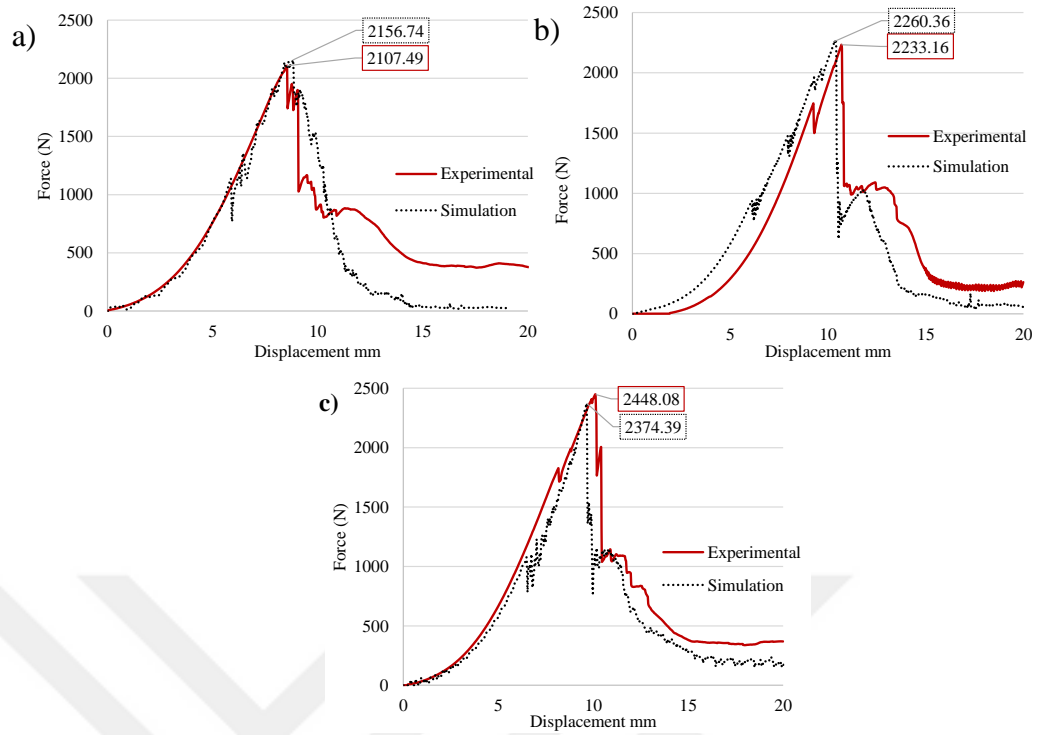 a)
2500
2000
1500
1000
500
0
0
5
10
15
20
Force (N)
Displacement mm
2156.74
2107.49
Experimental
Simulation
b)
2500
2000
1500
1000
500
0
0
5
10
15
20
Force (N)
Displacement mm
2260.36
2233.16
Experimental
Simulation
c)
2500
2000
1500
1000
500
0
0
5
10
15
20
Force (N)
Displacement mm
2448.08
2374.39
Experimental
Simulation